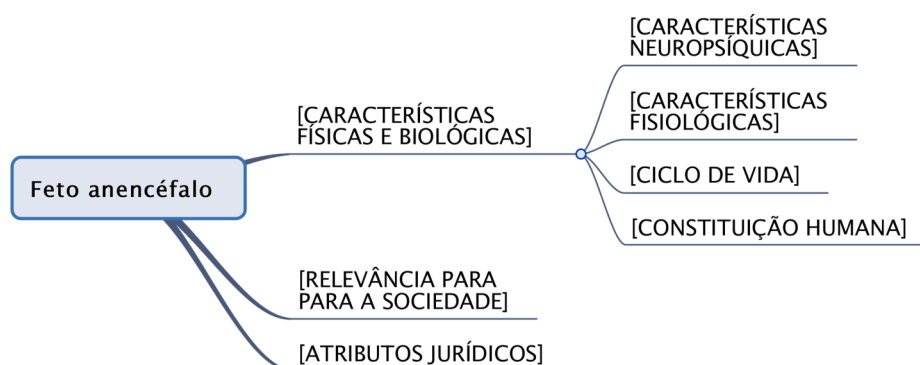 Feto anencéfalo
[CARACTERÍSTICAS
FÍSICAS E BIOLÓGICAS]
[CARACTERÍSTICAS
NEUROPSÍQUICAS]
[CARACTERÍSTICAS
FISIOLÓGICAS]
[CICLO DE VIDA]
[CONSTITUIÇÃO HUMANA]
[RELEVÂNCIA PARA
PARA A SOCIEDADE]
[ATRIBUTOS JURÍDICOS]